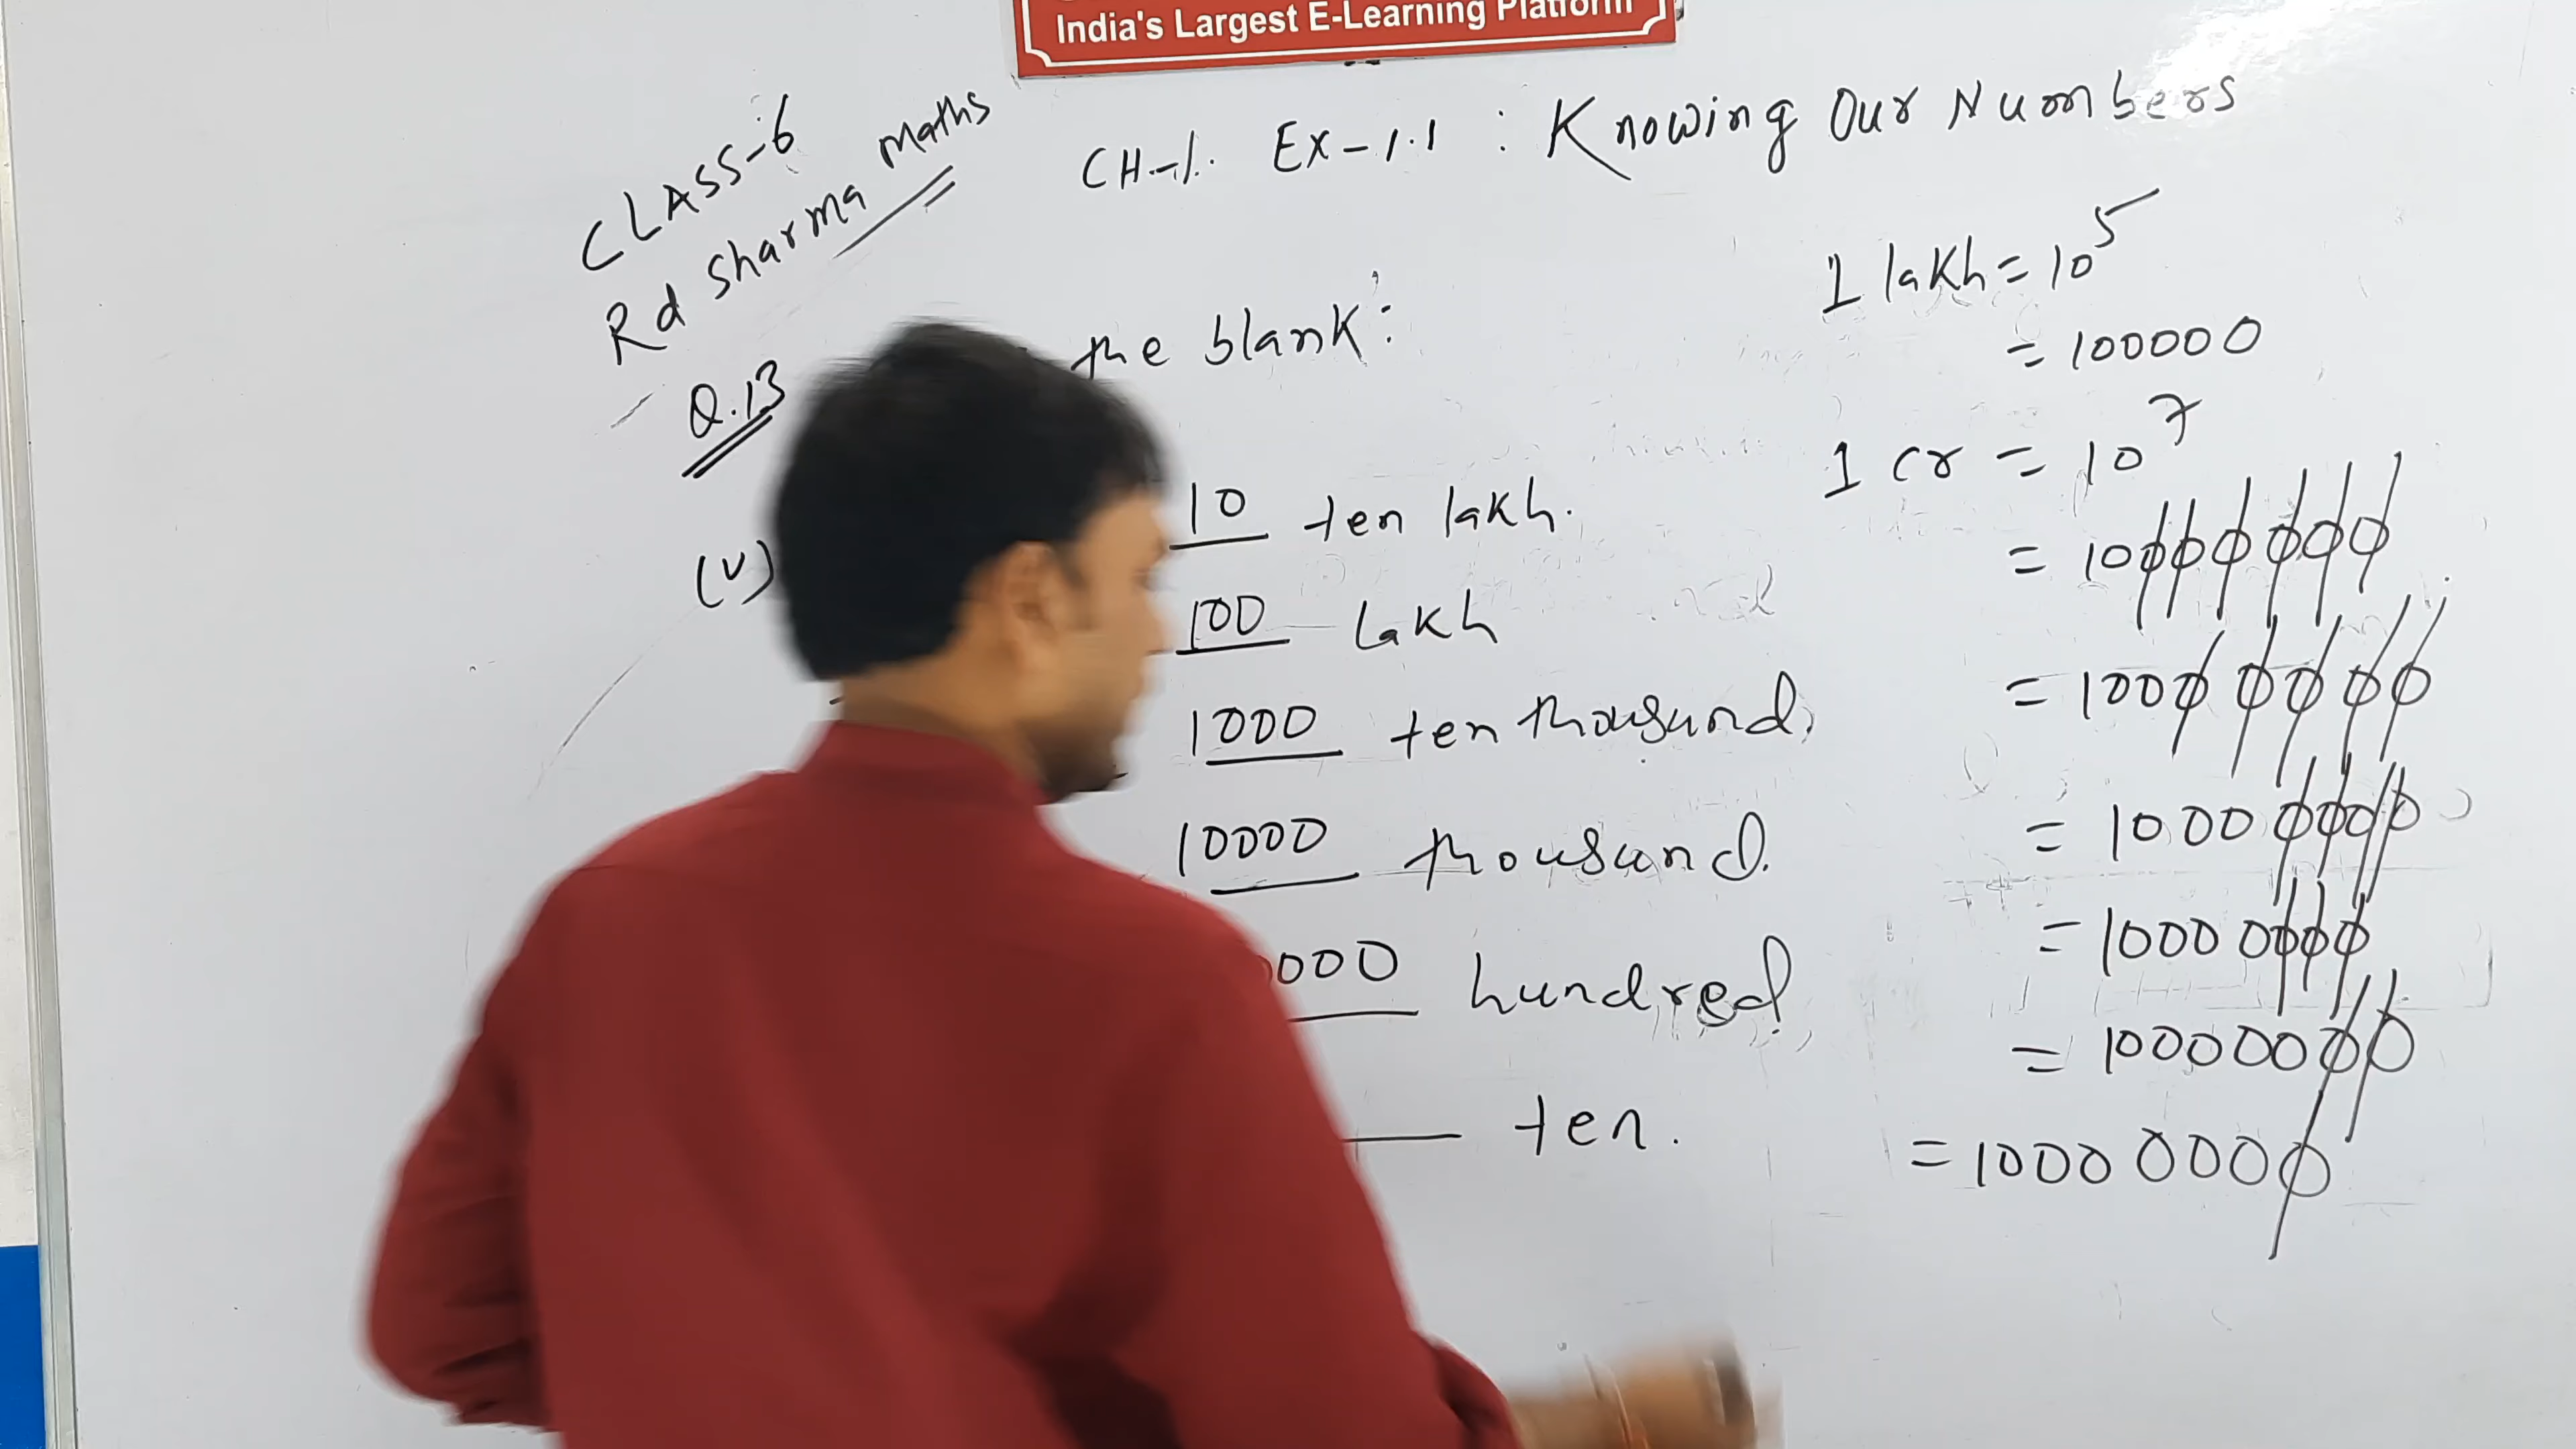 India's Largest E-Learning Platform
CLASS-6
Rd Sharma maths
CH-1. Ex-1.1 : Knowing Our Numbers
Q.13 the blank:
(v)
10 ten lakh.
100 lakh
1000 ten thousand.
10000 thousand.
000 hundred
ten.
1 lakh = 10⁵
= 100000
1 cr = 10⁷
= 10000000
= 10000000
= 10000000
= 10000000
= 10000000
= 10000000